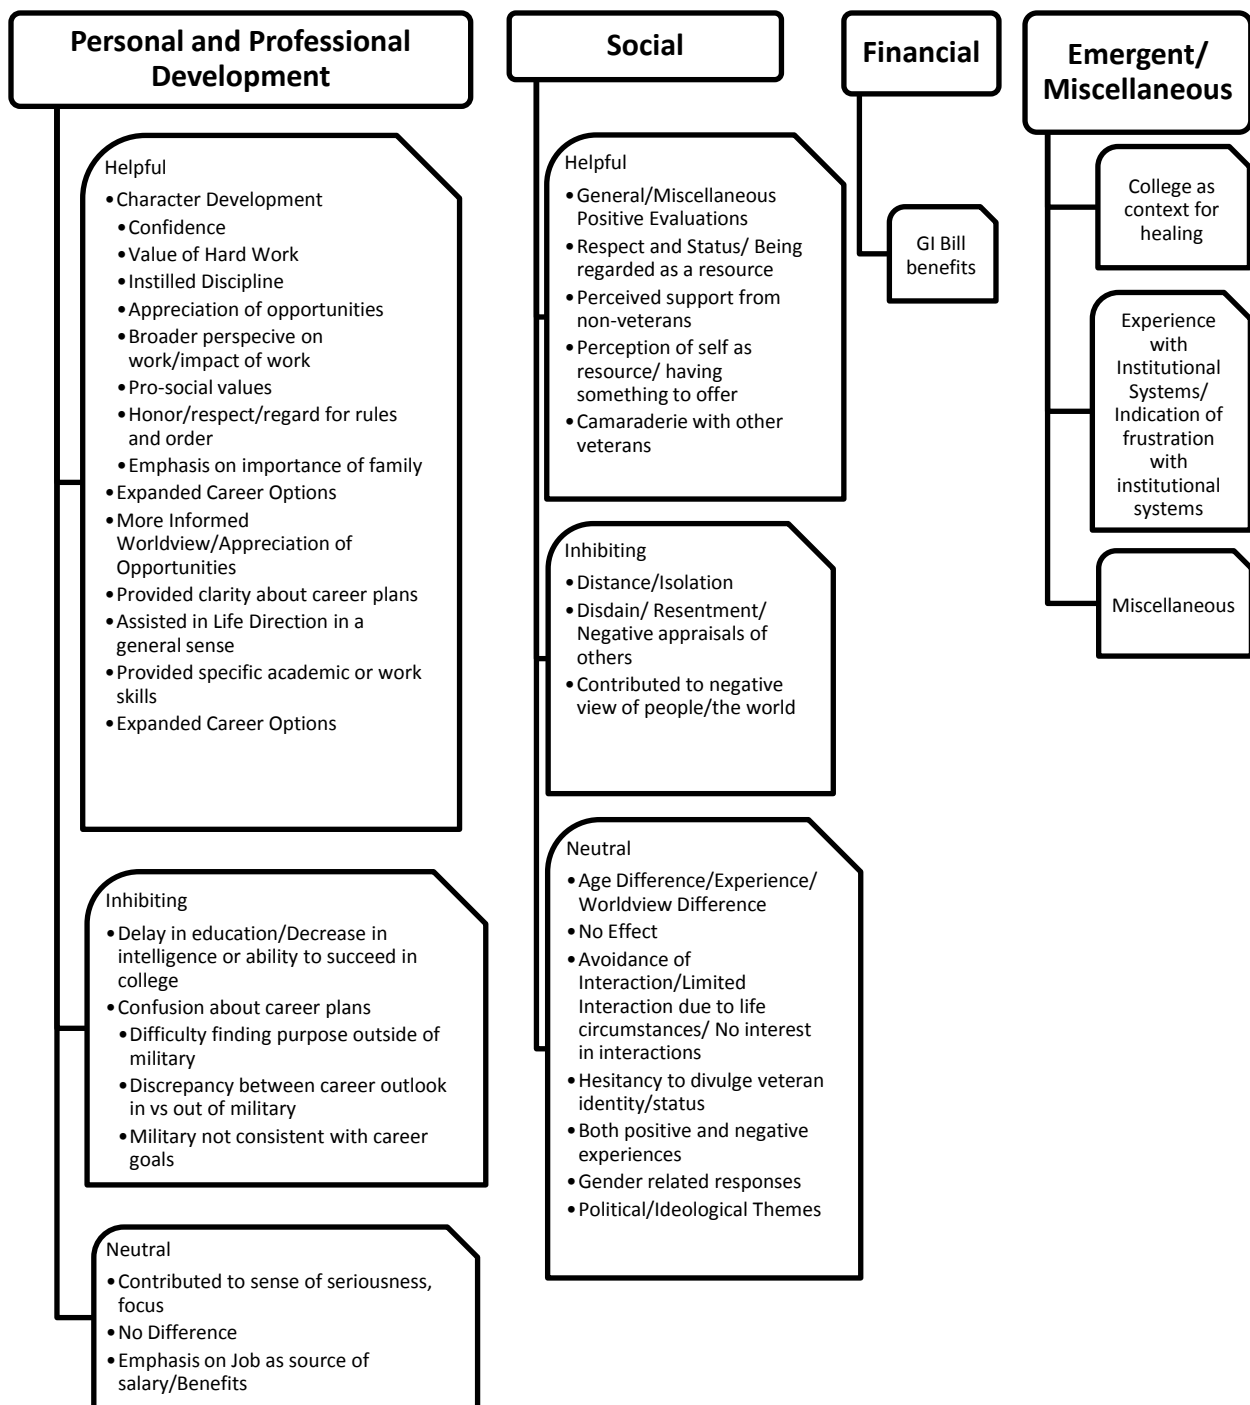 Personal and Professional
Development
Helpful
•Character Development
•Confidence
•Value of Hard Work
•Instilled Discipline
•Appreciation of opportunities
•Broader perspecive on
work/impact of work
•Pro-social values
•Honor/respect/regard for rules
and order
•Emphasis on importance of family
•Expanded Career Options
•More Informed
Worldview/Appreciation of
Opportunities
•Provided clarity about career plans
•Assisted in Life Direction in a
general sense
•Provided specific academic or work
skills
•Expanded Career Options
Inhibiting
•Delay in education/Decrease in
intelligence or ability to succeed in
college
•Confusion about career plans
•Difficulty finding purpose outside of
military
•Discrepancy between career outlook
in vs out of military
•Military not consistent with career
goals
Neutral
•Contributed to sense of seriousness,
focus
•No Difference
•Emphasis on Job as source of
salary/Benefits
Social
Helpful
•General/Miscellaneous
Positive Evaluations
•Respect and Status/ Being
regarded as a resource
•Perceived support from
non-veterans
•Perception of self as
resource/ having
something to offer
•Camaraderie with other
veterans
Inhibiting
•Distance/Isolation
•Disdain/ Resentment/
Negative appraisals of
others
•Contributed to negative
view of people/the world
Neutral
•Age Difference/Experience/
Worldview Difference
•No Effect
•Avoidance of
Interaction/Limited
Interaction due to life
circumstances/ No interest
in interactions
•Hesitancy to divulge veteran
identity/status
•Both positive and negative
experiences
•Gender related responses
•Political/Ideological Themes
Financial
GI Bill
benefits
Emergent/
Miscellaneous
College as
context for
healing
Experience
with
Institutional
Systems/
Indication of
frustration
with
institutional
systems
Miscellaneous